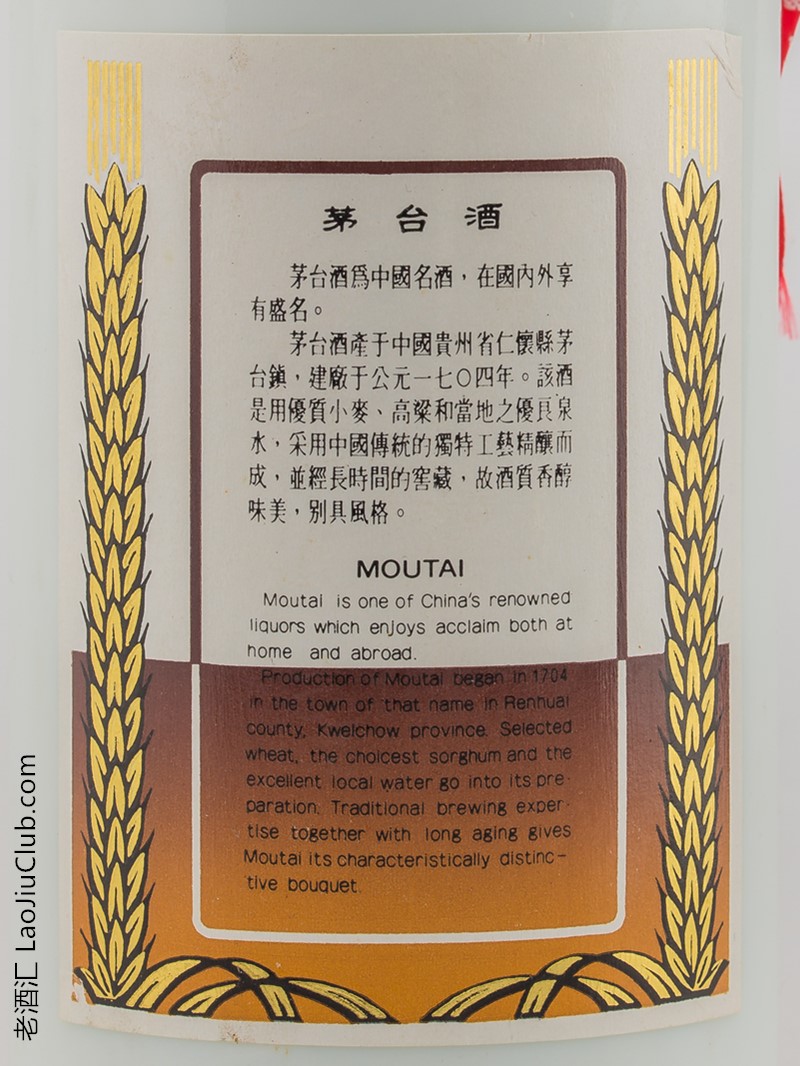 茅台酒
茅台酒爲中國名酒，在國內外享
有盛名。
茅台酒產于中國貴州省仁懷縣茅
台鎮，建廠于公元一七〇四年。該酒
是用優質小麥、高粱和當地之優良泉
水，采用中國傳統的獨特工藝精釀而
成，並經長時間的窖藏，故酒質香醇
味美，別具風格。
MOUTAI
Moutai is one of China's renowned
liquors which enjoys acclaim both at
home and abroad.
Production of Moutai began in 1704
in the town of that name in Renhuai
county, Kweichow province. Selected
wheat, the choicest sorghum and the
excellent local water go into its pre-
paration. Traditional brewing exper-
tise together with long aging gives
Moutai its characteristically distinc-
tive bouquet.
老酒汇 LaoJiuClub.com